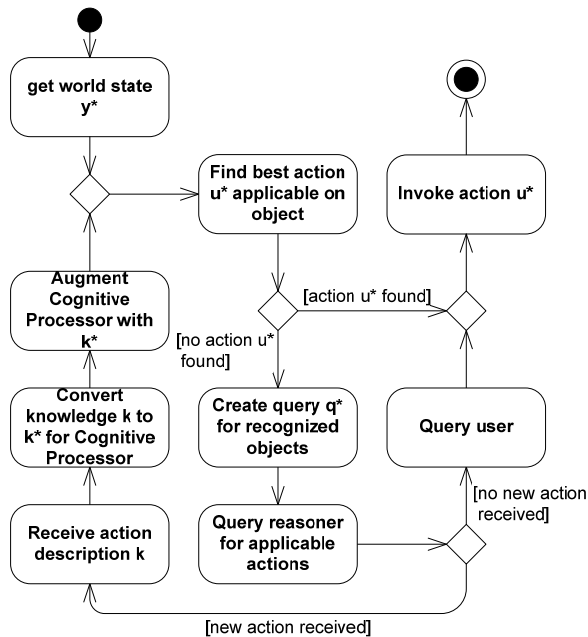 get world state
y*
Find best action
u* applicable on
object
Invoke action u*
Augment
Cognitive
Processor with
k*
[action u* found]
[no action u*
found]
Convert
knowledge k to
k* for Cognitive
Processor
Create query q*
for recognized
objects
Query user
[no new action
received]
Receive action
description k
Query reasoner
for applicable
actions
[new action received]